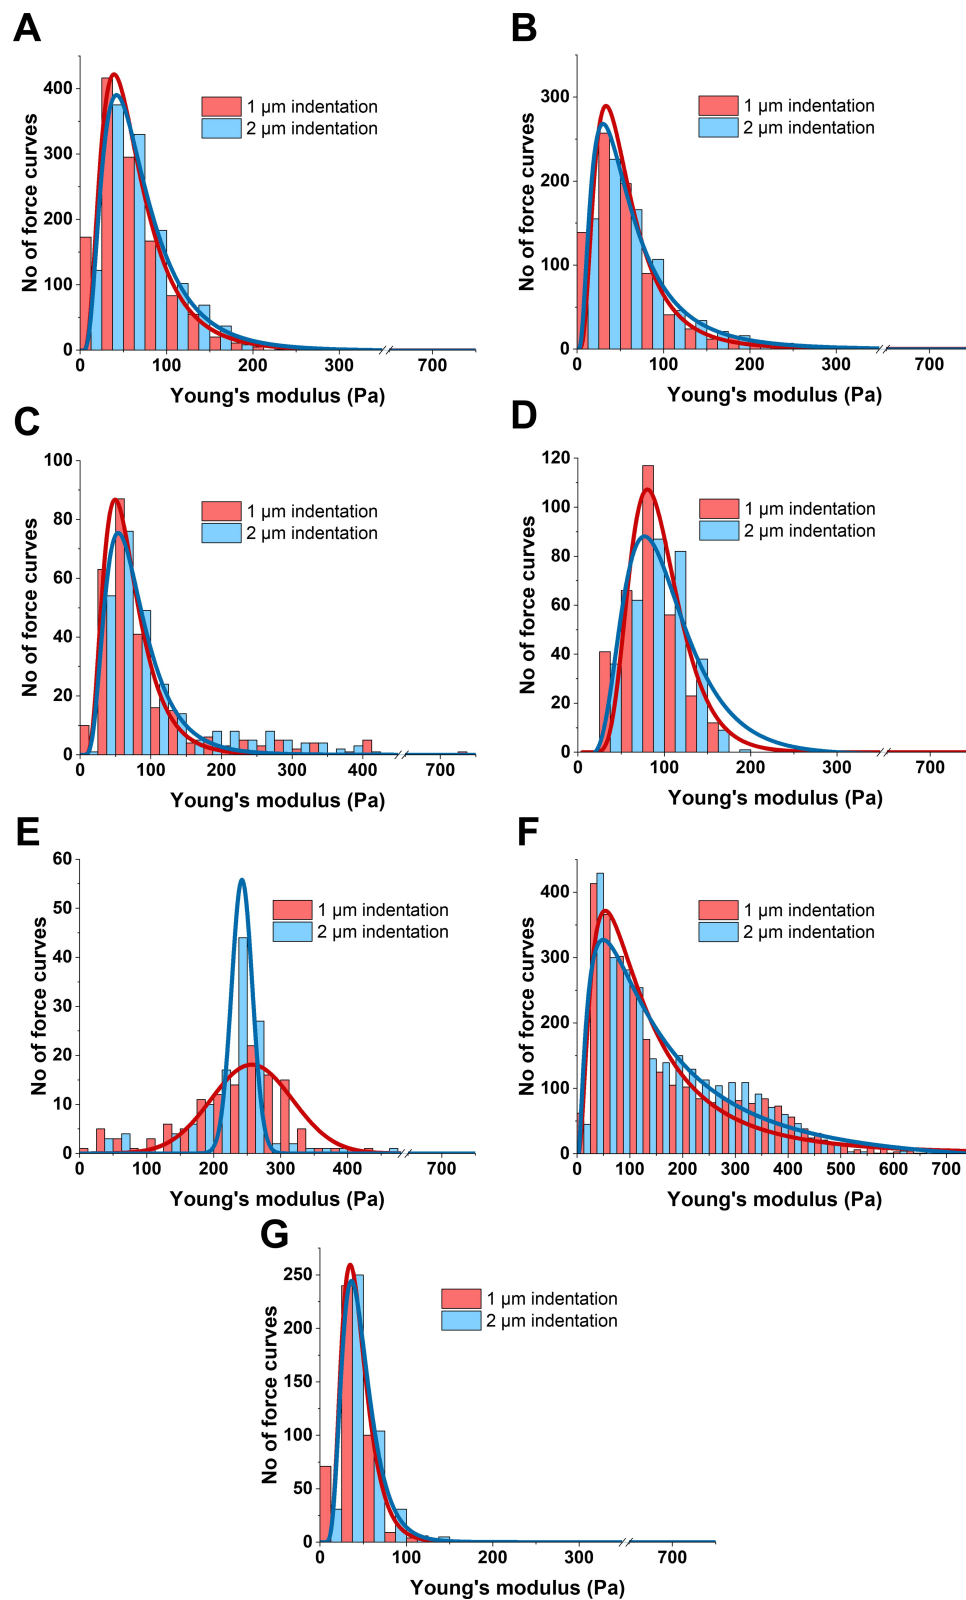 A
No of force curves
400
300
200
100
0
1 µm indentation
2 µm indentation
0 100 200 300 700
Young's modulus (Pa)
B
No of force curves
300
200
100
0
1 µm indentation
2 µm indentation
0 100 200 300 700
Young's modulus (Pa)
C
No of force curves
100
80
60
40
20
0
1 µm indentation
2 µm indentation
0 100 200 300 400 700
Young's modulus (Pa)
D
No of force curves
120
100
80
60
40
20
0
1 µm indentation
2 µm indentation
0 100 200 300 700
Young's modulus (Pa)
E
No of force curves
60
50
40
30
20
10
0
1 µm indentation
2 µm indentation
0 100 200 300 400 700
Young's modulus (Pa)
F
No of force curves
400
300
200
100
0
1 µm indentation
2 µm indentation
0 100 200 300 400 500 600 700
Young's modulus (Pa)
G
No of force curves
250
200
150
100
50
0
1 µm indentation
2 µm indentation
0 100 200 300 700
Young's modulus (Pa)